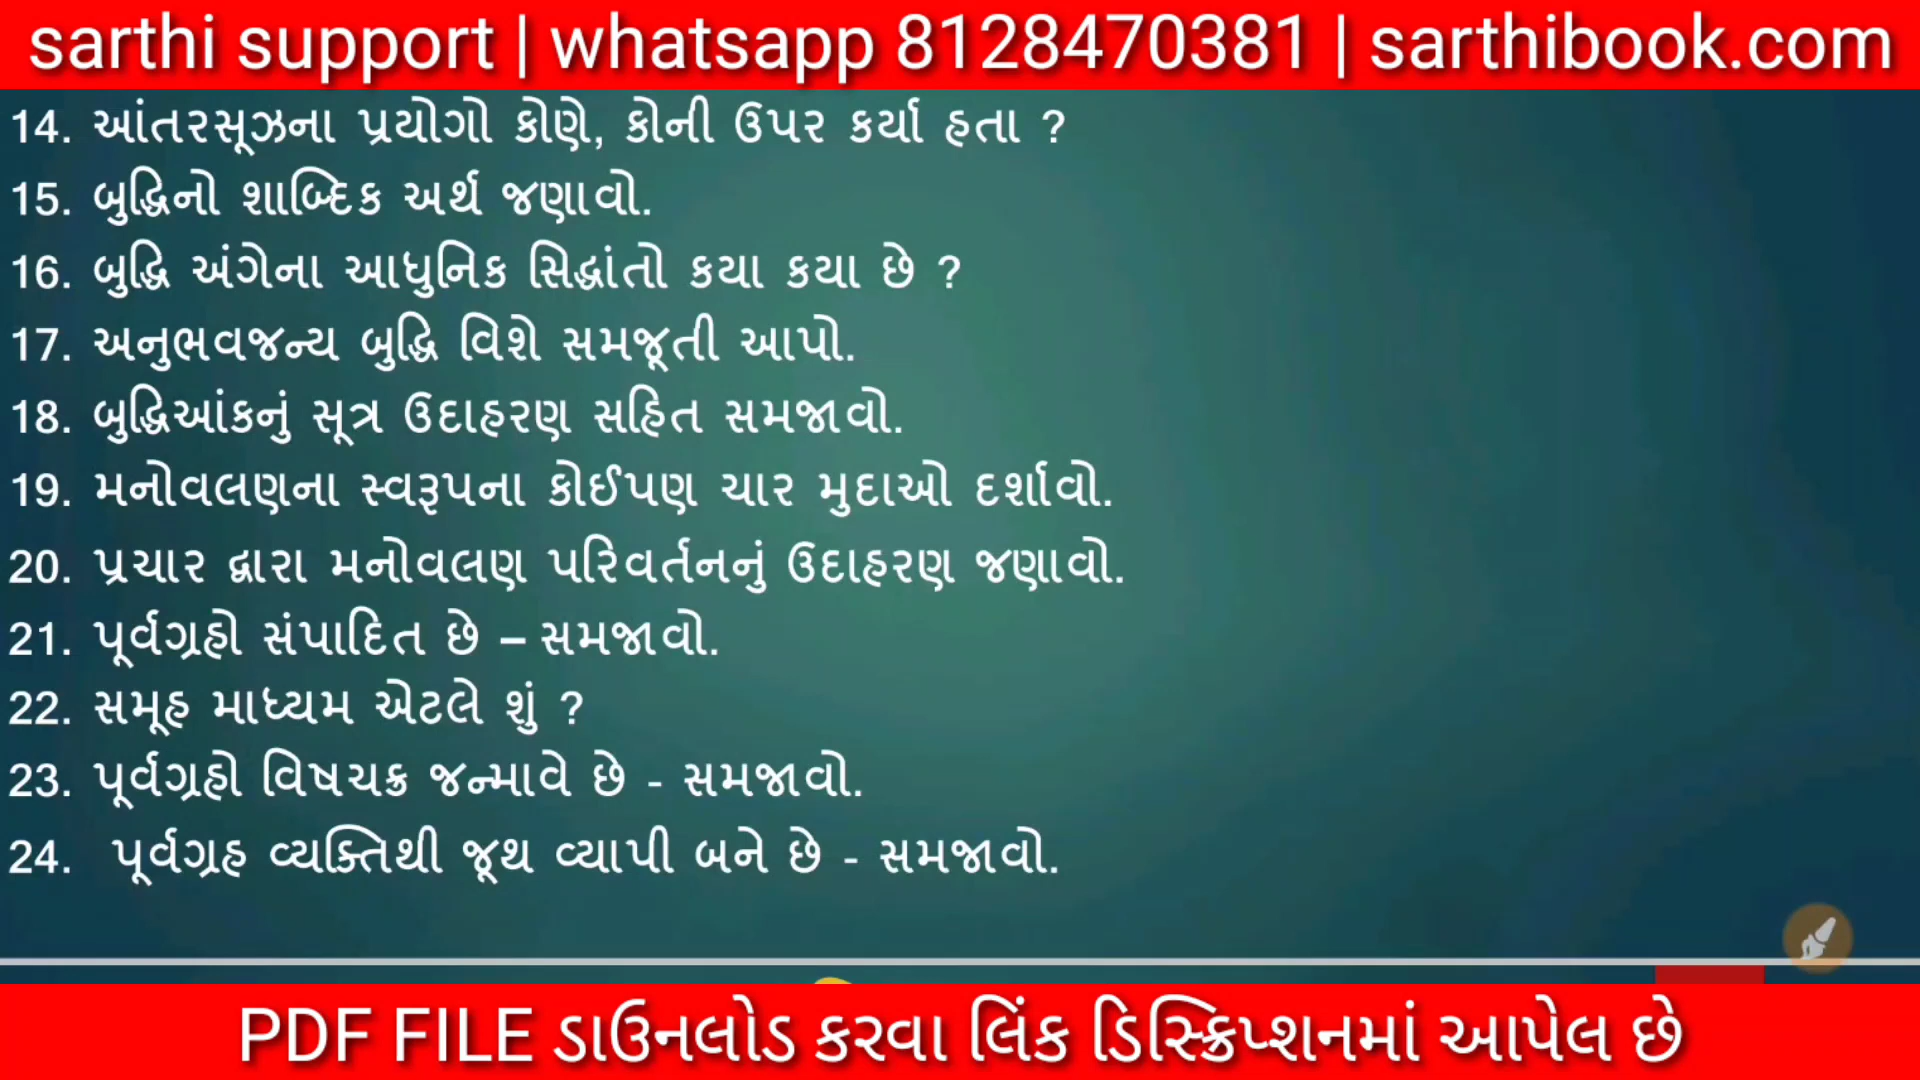 sarthi support | whatsapp 8128470381 | sarthibook.com
14. આંતરસૂઝના પ્રયોગો કોણે, કોની ઉપર કર્યા હતા ?
15. બુદ્ધિનો શાબ્દિક અર્થ જણાવો.
16. બુદ્ધિ અંગેના આધુનિક સિદ્ધાંતો કયા કયા છે ?
17. અનુભવજન્ય બુદ્ધિ વિશે સમજૂતી આપો.
18. બુદ્ધિઆંકનું સૂત્ર ઉદાહરણ સહિત સમજાવો.
19. મનોવલણના સ્વરૂપના કોઈપણ ચાર મુદાઓ દર્શાવો.
20. પ્રચાર દ્વારા મનોવલણ પરિવર્તનનું ઉદાહરણ જણાવો.
21. પૂર્વગ્રહો સંપાદિત છે – સમજાવો.
22. સમૂહ માધ્યમ એટલે શું ?
23. પૂર્વગ્રહો વિષચક્ર જન્માવે છે - સમજાવો.
24. પૂર્વગ્રહ વ્યક્તિથી જૂથ વ્યાપી બને છે - સમજાવો.
PDF FILE ડાઉનલોડ કરવા લિંક ડિસ્ક્રિપ્શનમાં આપેલ છે